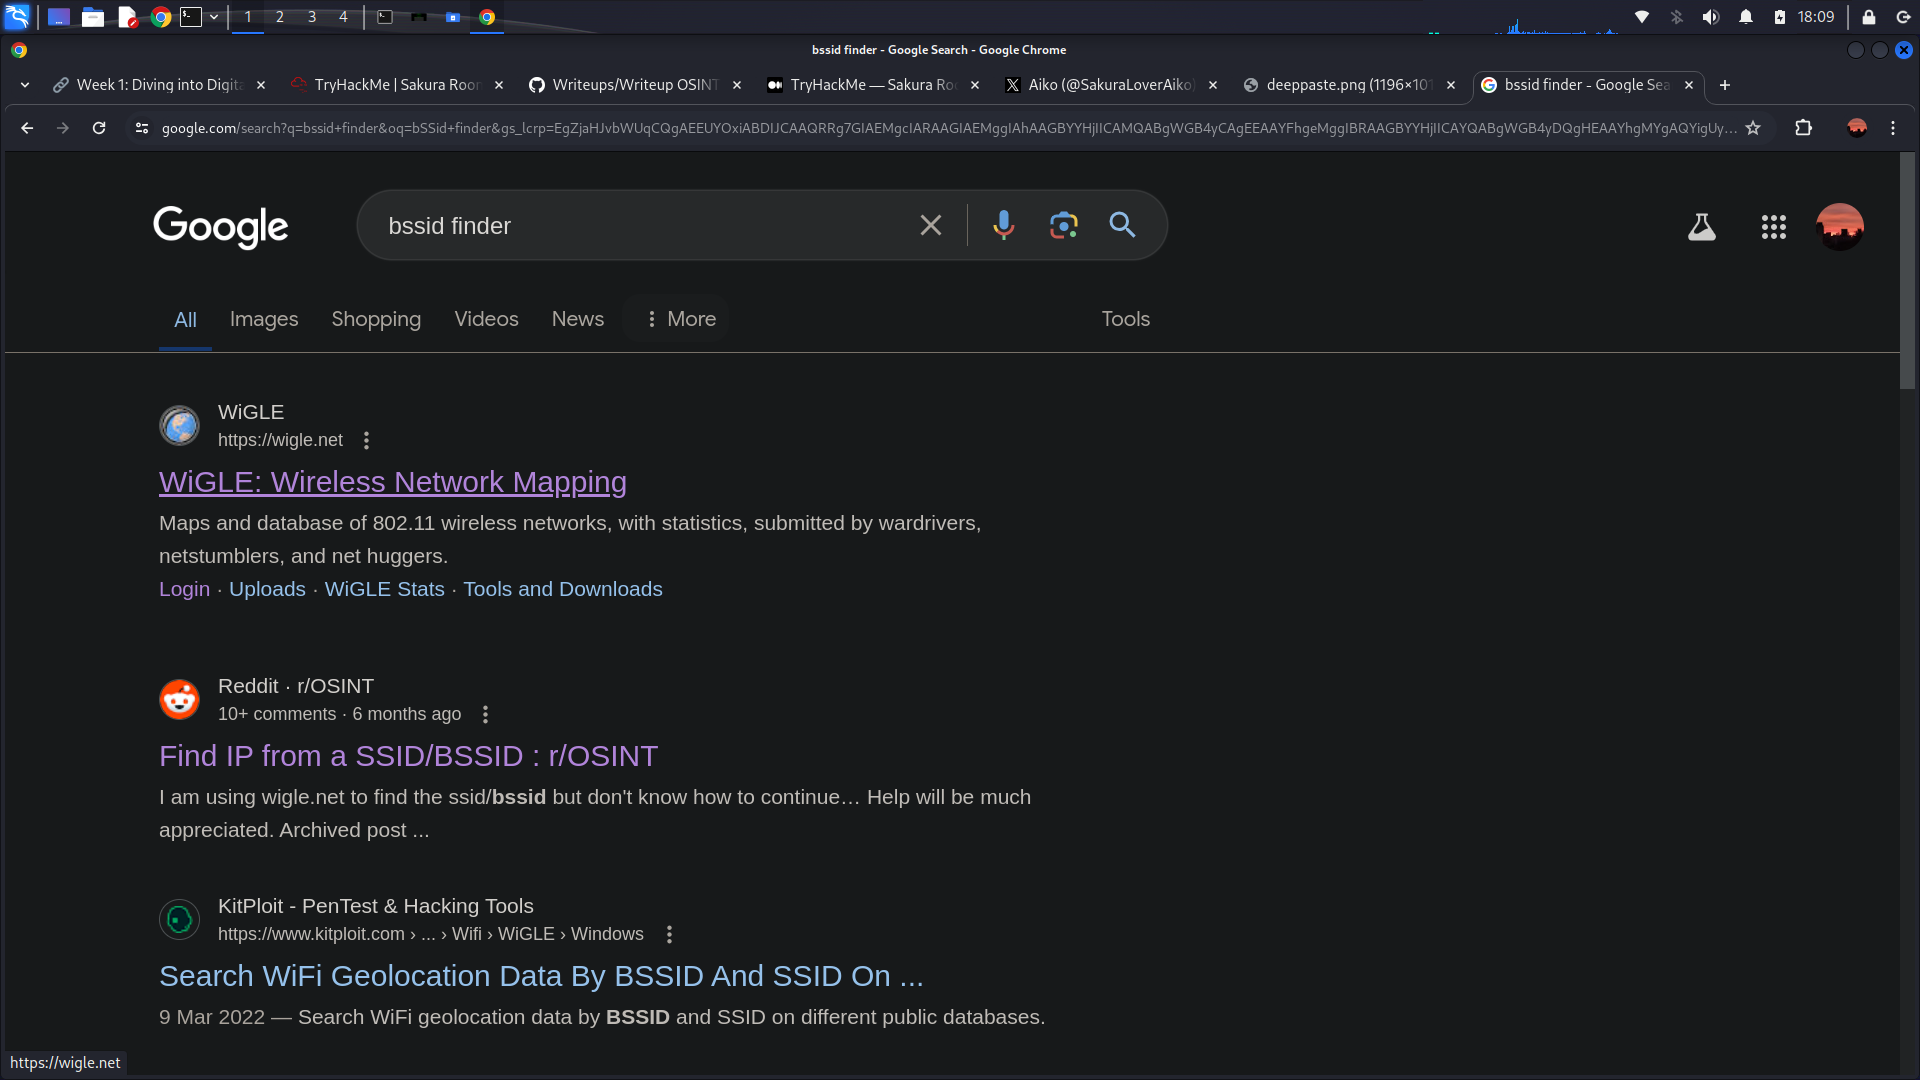 1 2 3 4 18:09
bssid finder - Google Search - Google Chrome
Week 1: Diving into Digita TryHackMe | Sakura Room Writeups/Writeup OSINT TryHackMe — Sakura Roo Aiko (@SakuraLoverAiko) deeppaste.png (1196×101 bssid finder - Google Sea
google.com/search?q=bssid+finder&oq=bSSid+finder&gs_lcrp=EgZjaHJvbWUqCQgAEEUYOxiABDIJCAAQRRg7GIAEMgcIARAAGIAEMggIAhAAGBYYHjIICAMQABgWGB4yCAgEEAAYFhgeMggIBRAAGBYYHjIICAYQABgWGB4yDQgHEAAYhgMYgAQYigUy...
Google
bssid finder
All Images Shopping Videos News More Tools
WiGLE
https://wigle.net
WiGLE: Wireless Network Mapping
Maps and database of 802.11 wireless networks, with statistics, submitted by wardrivers,
netstumblers, and net huggers.
Login · Uploads · WiGLE Stats · Tools and Downloads
Reddit · r/OSINT
10+ comments · 6 months ago
Find IP from a SSID/BSSID : r/OSINT
I am using wigle.net to find the ssid/bssid but don't know how to continue… Help will be much
appreciated. Archived post ...
KitPloit - PenTest & Hacking Tools
https://www.kitploit.com › ... › Wifi › WiGLE › Windows
Search WiFi Geolocation Data By BSSID And SSID On ...
9 Mar 2022 — Search WiFi geolocation data by BSSID and SSID on different public databases.
https://wigle.net